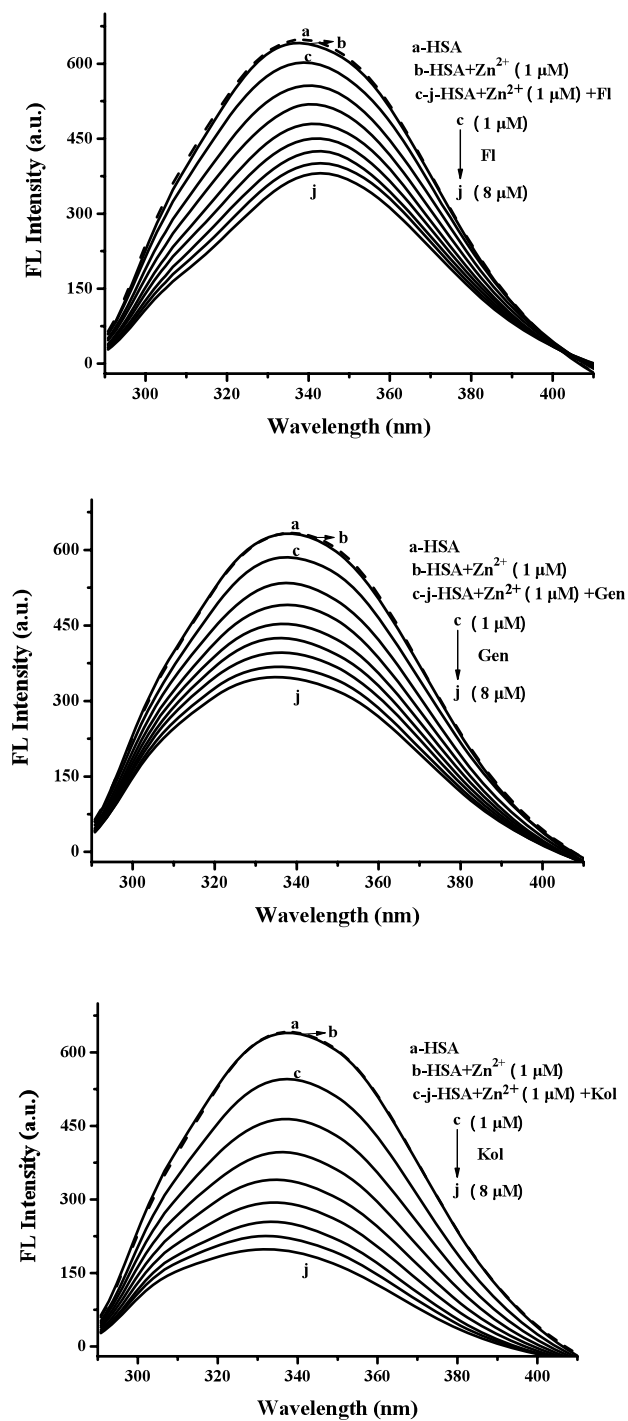 a
b
c
j
a-HSA
b-HSA+Zn²⁺ ( 1 µM)
c-j-HSA+Zn²⁺ ( 1 µM) +Fl
c ( 1 µM)
Fl
j ( 8 µM)
600
450
300
150
0
FL Intensity (a.u.)
300 320 340 360 380 400
Wavelength (nm)
a
b
c
j
a-HSA
b-HSA+Zn²⁺ ( 1 µM)
c-j-HSA+Zn²⁺ ( 1 µM) +Gen
c ( 1 µM)
Gen
j ( 8 µM)
600
450
300
150
0
FL Intensity (a.u.)
300 320 340 360 380 400
Wavelength (nm)
a
b
c
j
a-HSA
b-HSA+Zn²⁺ ( 1 µM)
c-j-HSA+Zn²⁺ ( 1 µM) +Kol
c ( 1 µM)
Kol
j ( 8 µM)
600
450
300
150
0
FL Intensity (a.u.)
300 320 340 360 380 400
Wavelength (nm)